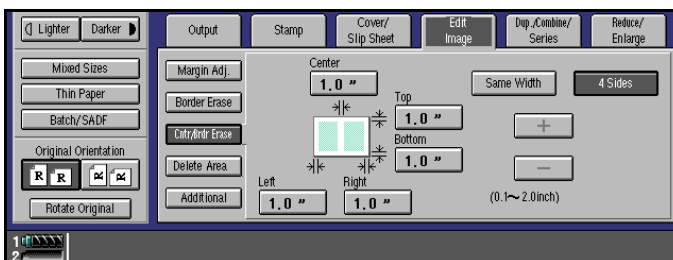 Lighter
Darker
Mixed Sizes
Thin Paper
Batch/SADF
Original Orientation
R R
R R
Rotate Original
Output
Stamp
Cover/
Slip Sheet
Edit
Image
Dup./Combine/
Series
Reduce/
Enlarge
Margin Adj.
Border Erase
Cntr/Brdr Erase
Delete Area
Additional
Center
1.0 "
Top
1.0 "
Bottom
1.0 "
Left
1.0 "
Right
1.0 "
Same Width
4 Sides
+
−
(0.1~2.0inch)
1
2